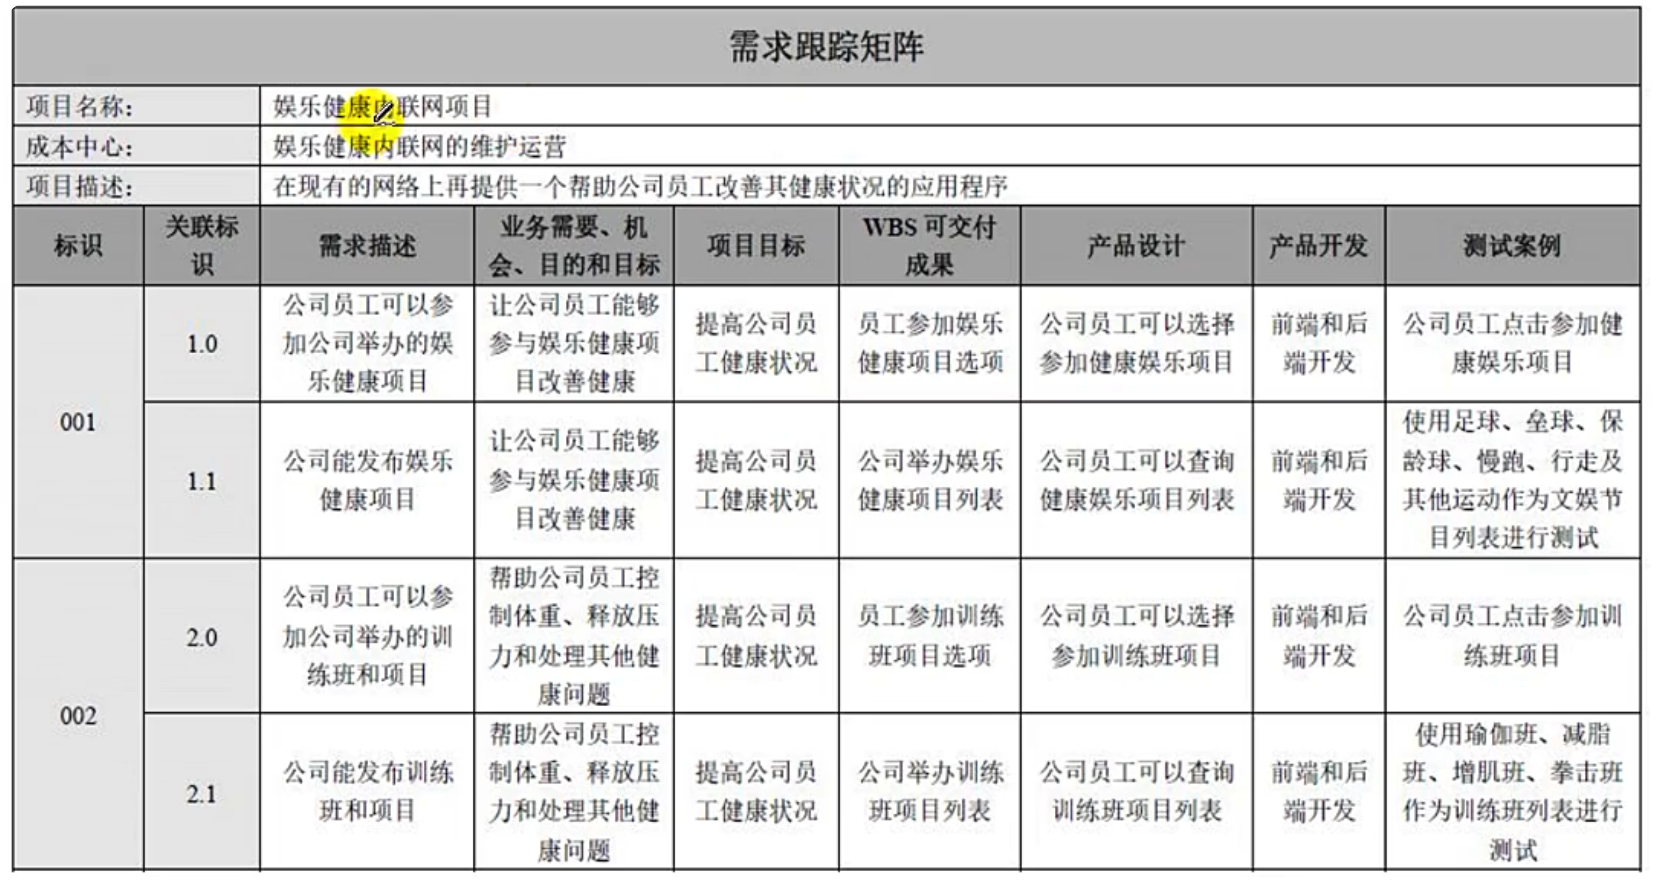 需求跟踪矩阵
项目名称: 娱乐健康内联网项目
成本中心: 娱乐健康内联网的维护运营
项目描述: 在现有的网络上再提供一个帮助公司员工改善其健康状况的应用程序
标识
关联标
识
需求描述
业务需要、机
会、目的和目标
项目目标
WBS 可交付
成果
产品设计
产品开发
测试案例
001
1.0
公司员工可以参
加公司举办的娱
乐健康项目
让公司员工能够
参与娱乐健康项
目改善健康
提高公司员
工健康状况
员工参加娱乐
健康项目选项
公司员工可以选择
参加健康娱乐项目
前端和后
端开发
公司员工点击参加健
康娱乐项目
1.1
公司能发布娱乐
健康项目
让公司员工能够
参与娱乐健康项
目改善健康
提高公司员
工健康状况
公司举办娱乐
健康项目列表
公司员工可以查询
健康娱乐项目列表
前端和后
端开发
使用足球、垒球、保
龄球、慢跑、行走及
其他运动作为文娱节
目列表进行测试
002
2.0
公司员工可以参
加公司举办的训
练班和项目
帮助公司员工控
制体重、释放压
力和处理其他健
康问题
提高公司员
工健康状况
员工参加训练
班项目选项
公司员工可以选择
参加训练班项目
前端和后
端开发
公司员工点击参加训
练班项目
2.1
公司能发布训练
班和项目
帮助公司员工控
制体重、释放压
力和处理其他健
康问题
提高公司员
工健康状况
公司举办训练
班项目列表
公司员工可以查询
训练班项目列表
前端和后
端开发
使用瑜伽班、减脂
班、增肌班、拳击班
作为训练班列表进行
测试